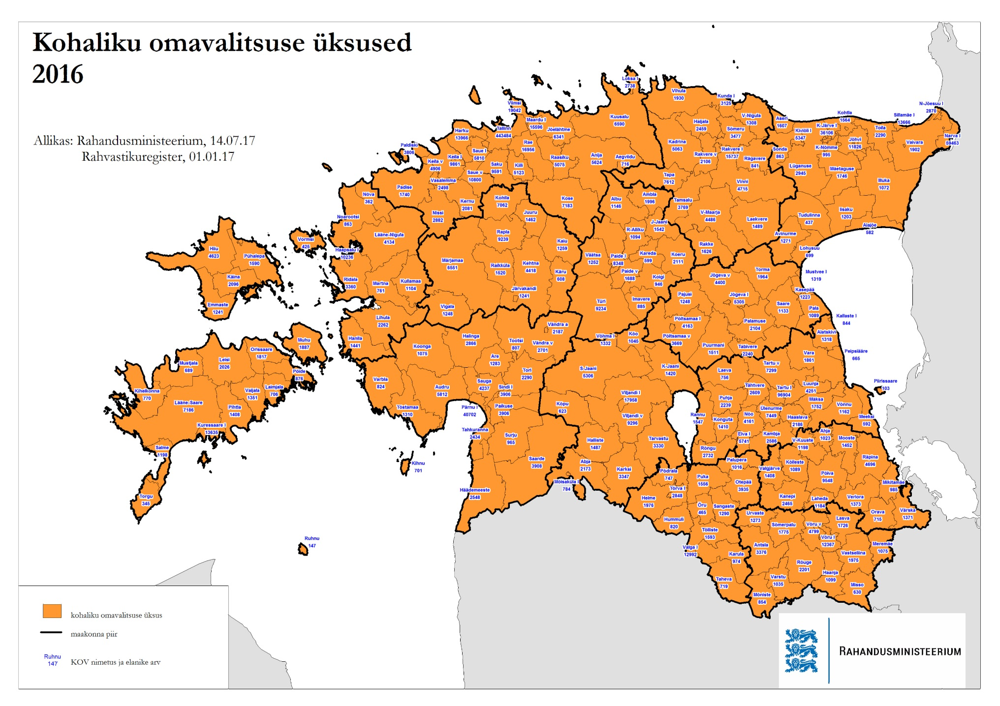 Kohaliku omavalitsuse üksused
2016
Allikas: Rahandusministeerium, 14.07.17
Rahvastikuregister, 01.01.17
Loksa l
2738
Vihula
1930
Kunda l
3125
Viimsi
19042
Maardu l
15596
Tallinn
443484
Jõelähtme
6341
Kuusalu
6590
Haljala
2459
V-Nigula
1308
Sõmeru
3477
Aseri
1607
Kohtla
1564
Sillamäe l
13666
N-Jõesuu l
2870
Kiviõli l
5347
K-Järve l
36106
Toila
2290
Narva l
59463
Vaivara
1902
Jõhvi
11826
K-Nõmme
995
Harku
13966
Paldiski
3806
Rae
16956
Saue l
5810
Keila l
9861
Keila v
4906
Saku
9591
Kiili
5123
Raasiku
5075
Anija
5624
Aegviidu
716
Kadrina
5063
Rakvere v
2106
Rakvere l
15737
Rägavere
841
Sonda
863
Lüganuse
2945
Mäetaguse
1746
Illuka
1072
Saue v
10800
Vasalemma
2498
Padise
1740
Nõva
362
Kernu
2081
Nissi
2882
Kohila
7062
Juuru
1462
Kose
7183
Albu
1146
Ambla
1996
Tapa
7612
Tamsalu
3769
Vinni
4715
V-Maarja
4486
Laekvere
1489
Tudulinna
437
Iisaku
1203
Alajõe
582
Avinurme
1271
Lohusuu
699
Noarootsi
863
Lääne-Nigula
4134
Vormsi
425
Haapsalu l
10236
Ridala
3360
Martna
761
Kullamaa
1104
Lihula
2262
Hanila
1441
Hiiu
4623
Pühalepa
1590
Käina
2096
Emmaste
1241
Rapla
9239
Märjamaa
6551
Raikküla
1520
Kehtna
4418
Kaiu
1259
Käru
608
Järvakandi
1241
Vigala
1248
R-Alliku
1094
J-Jaani
1542
Väätsa
1252
Paide l
8348
Kareda
599
Koeru
2111
Rakke
1626
Paide v
1688
Koigi
946
Türi
9234
Imavere
885
Jõgeva v
4400
Torma
1964
Mustvee l
1319
Kasepää
1223
Pajusi
1248
Jõgeva l
5305
Saare
1133
Pala
1089
Kallaste l
844
Põltsamaa l
4163
Palamuse
2104
Põltsamaa v
3669
Puurmani
1511
Tabivere
2240
Alatskivi
1318
Peipsiääre
665
Muhu
1887
Orissaare
1817
Leisi
2026
Mustjala
689
Pöide
876
Laimjala
706
Valjala
1351
Kihelkonna
770
Lääne-Saare
7186
Pihtla
1408
Kuressaare l
13635
Salme
1198
Torgu
345
Ruhnu
147
Kihnu
701
Koonga
1075
Halinga
2866
Vändra a
2187
Tootsi
807
Vändra v
2701
Are
1283
Tori
2290
Varbla
824
Audru
5812
Sauga
4237
Sindi l
3906
Tõstamaa
1310
Pärnu l
40702
Paikuse
3906
Tahkuranna
2434
Surju
965
Saarde
3908
Häädemeeste
2548
Võhma l
1332
Kõo
1045
S-Jaani
5306
K-Jaani
1420
Viljandi l
17958
Kõpu
623
Viljandi v
9296
Halliste
1487
Tarvastu
3330
Abja
2173
Karksi
3347
Mõisaküla l
784
Laeva
756
Tartu v
7299
Vara
1861
Tähtvere
2609
Tartu l
96904
Luunja
4251
Piirissaare
103
Puhja
2239
Mäksa
1752
Võnnu
1162
Rannu
1547
Konguta
1410
Nõo
4161
Ülenurme
7449
Haaslava
2186
Meeksi
592
Elva l
5741
Kambja
2586
Rõngu
2732
V-Kuuste
1198
Ahja
1023
Mooste
1452
Räpina
4696
Palupera
1016
Valgjärve
1408
Kõlleste
1089
Põlva
9548
Mikitamäe
985
Põdrala
747
Puka
1556
Otepää
3935
Tõrva l
2848
Helme
1976
Õru
465
Sangaste
1290
Hummuli
820
Tõlliste
1593
Valga l
12992
Karula
974
Taheva
719
Kanepi
2465
Laheda
1184
Veriora
1373
Orava
715
Värska
1371
Urvaste
1273
Sõmerpalu
1775
Võru v
4799
Lasva
1726
Võru l
12367
Antsla
3376
Meremäe
1075
Vastseliina
1975
Rõuge
2201
Haanja
1099
Varstu
1035
Misso
630
Mõniste
854
kohaliku omavalitsuse üksus
maakonna piir
Ruhnu
147
KOV nimetus ja elanike arv
RAHANDUSMINISTEERIUM